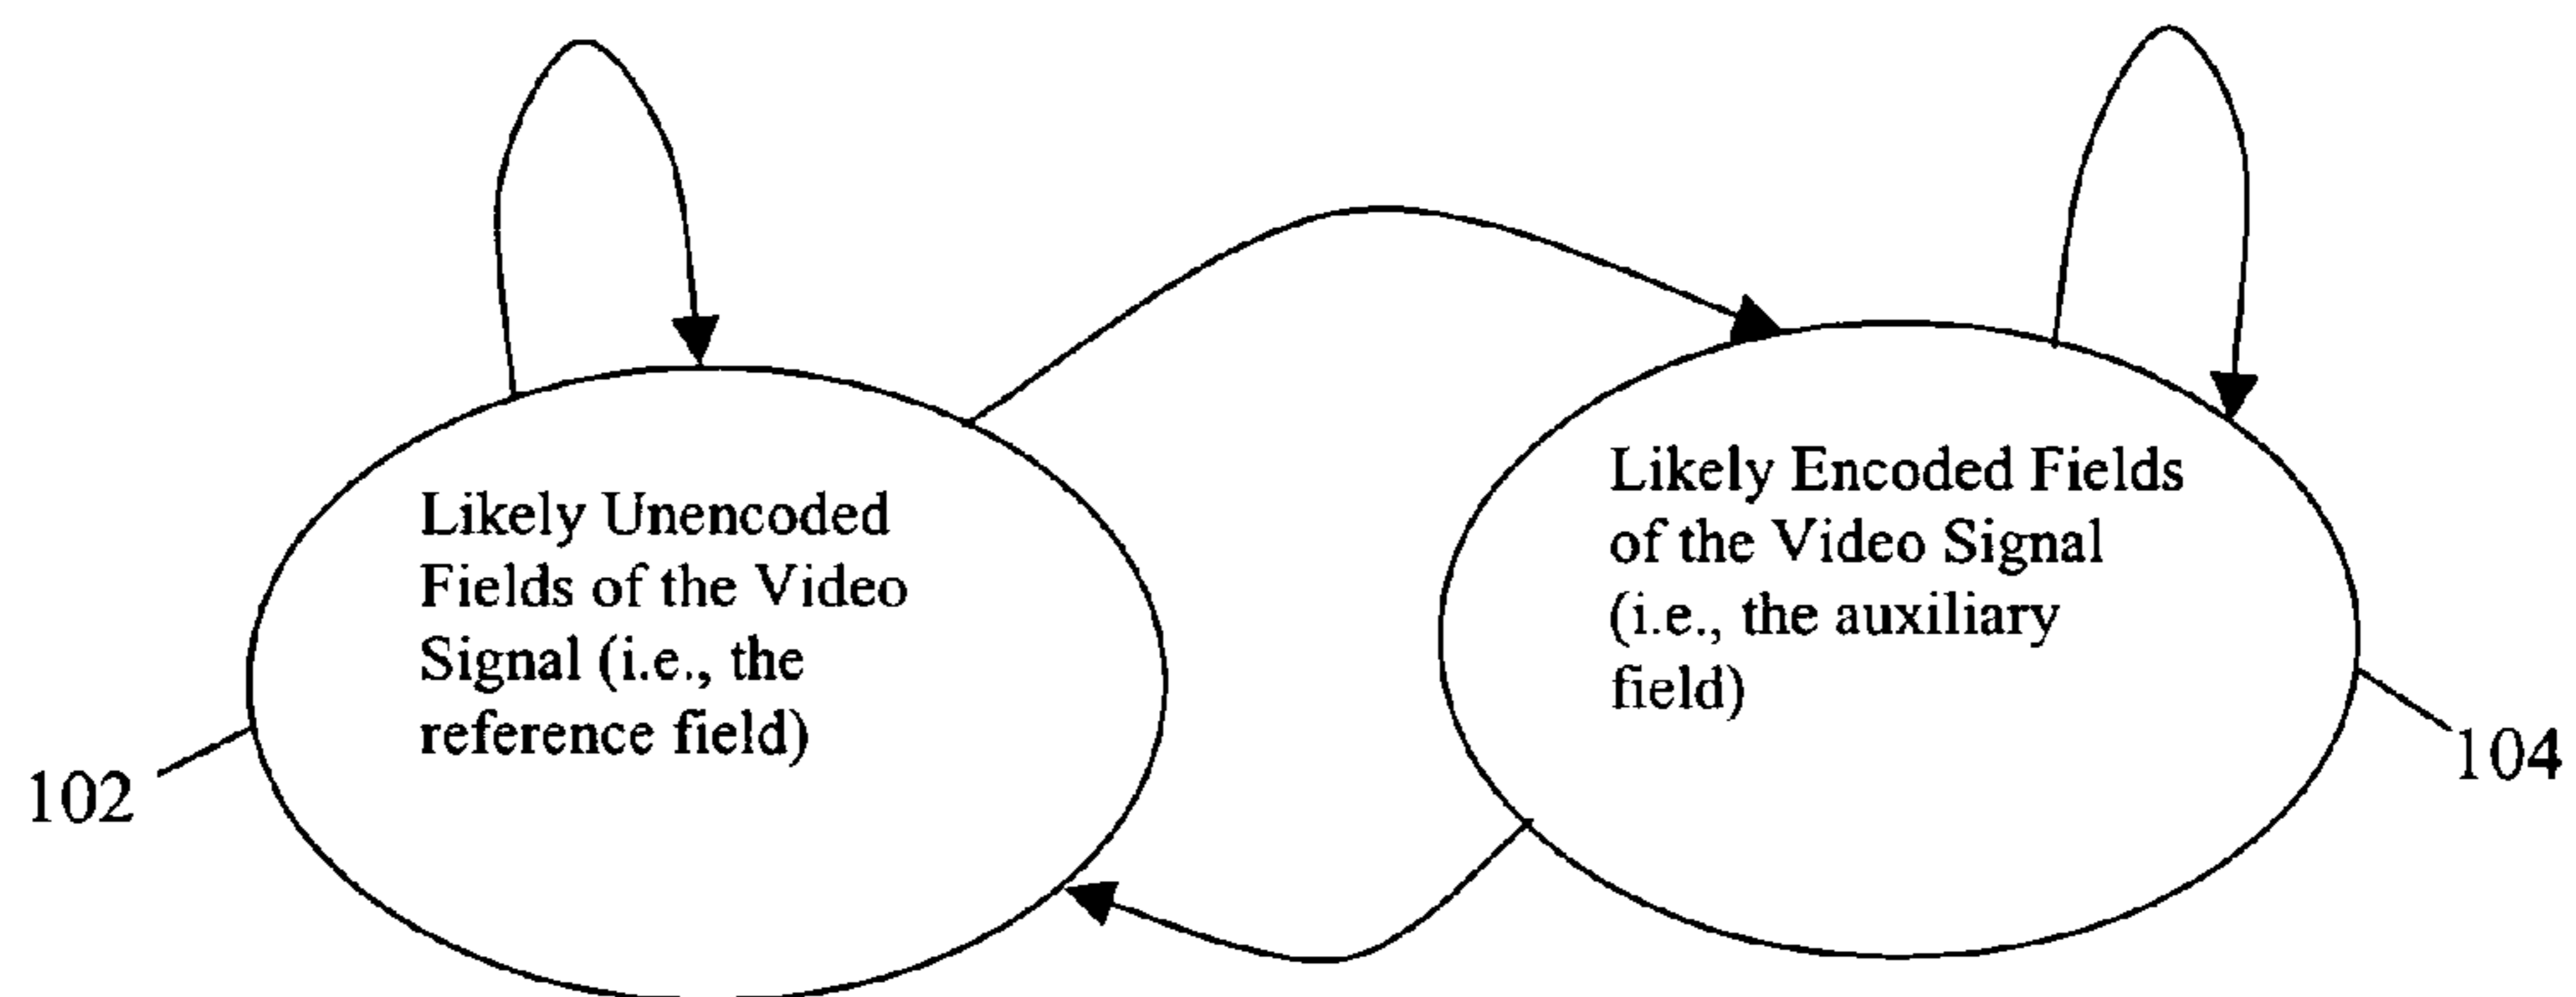 Likely Unencoded
Fields of the Video
Signal (i.e., the
reference field)
102
Likely Encoded Fields
of the Video Signal
(i.e., the auxiliary
field)
104